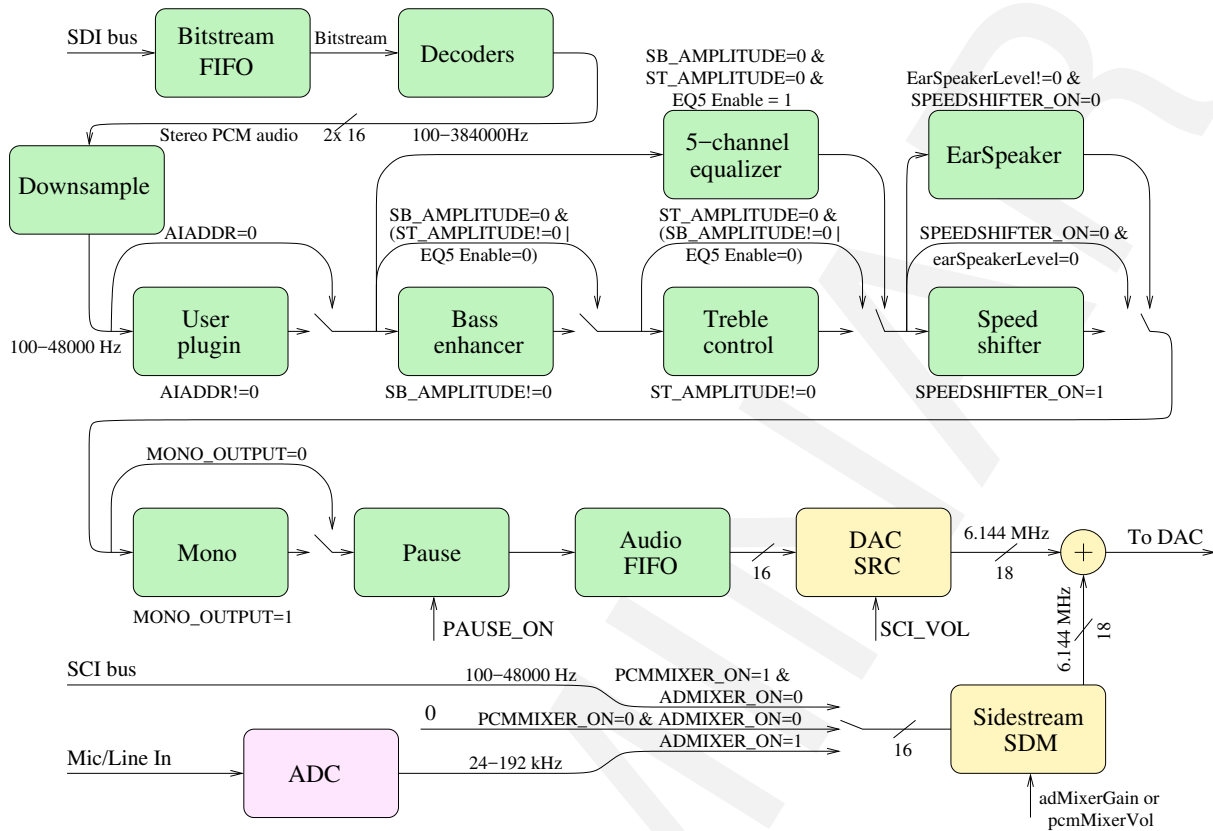 SDI bus
Bitstream
FIFO
Bitstream
Decoders
SB_AMPLITUDE=0 &
ST_AMPLITUDE=0 &
EQ5 Enable = 1
EarSpeakerLevel!=0 &
SPEEDSHIFTER_ON=0
Stereo PCM audio
2x 16
100−384000Hz
5−channel
equalizer
EarSpeaker
Downsample
AIADDR=0
SB_AMPLITUDE=0 &
(ST_AMPLITUDE!=0 |
EQ5 Enable=0)
ST_AMPLITUDE=0 &
(SB_AMPLITUDE!=0 |
EQ5 Enable=0)
SPEEDSHIFTER_ON=0 &
earSpeakerLevel=0
100−48000 Hz
User
plugin
Bass
enhancer
Treble
control
Speed
shifter
AIADDR!=0
SB_AMPLITUDE!=0
ST_AMPLITUDE!=0
SPEEDSHIFTER_ON=1
MONO_OUTPUT=0
Mono
Pause
Audio
FIFO
16
DAC
SRC
6.144 MHz
18
+
To DAC
MONO_OUTPUT=1
PAUSE_ON
SCI_VOL
6.144 MHz
18
SCI bus
100−48000 Hz
PCMMIXER_ON=1 &
ADMIXER_ON=0
0
PCMMIXER_ON=0 & ADMIXER_ON=0
ADMIXER_ON=1
16
Sidestream
SDM
Mic/Line In
ADC
24−192 kHz
adMixerGain or
pcmMixerVol